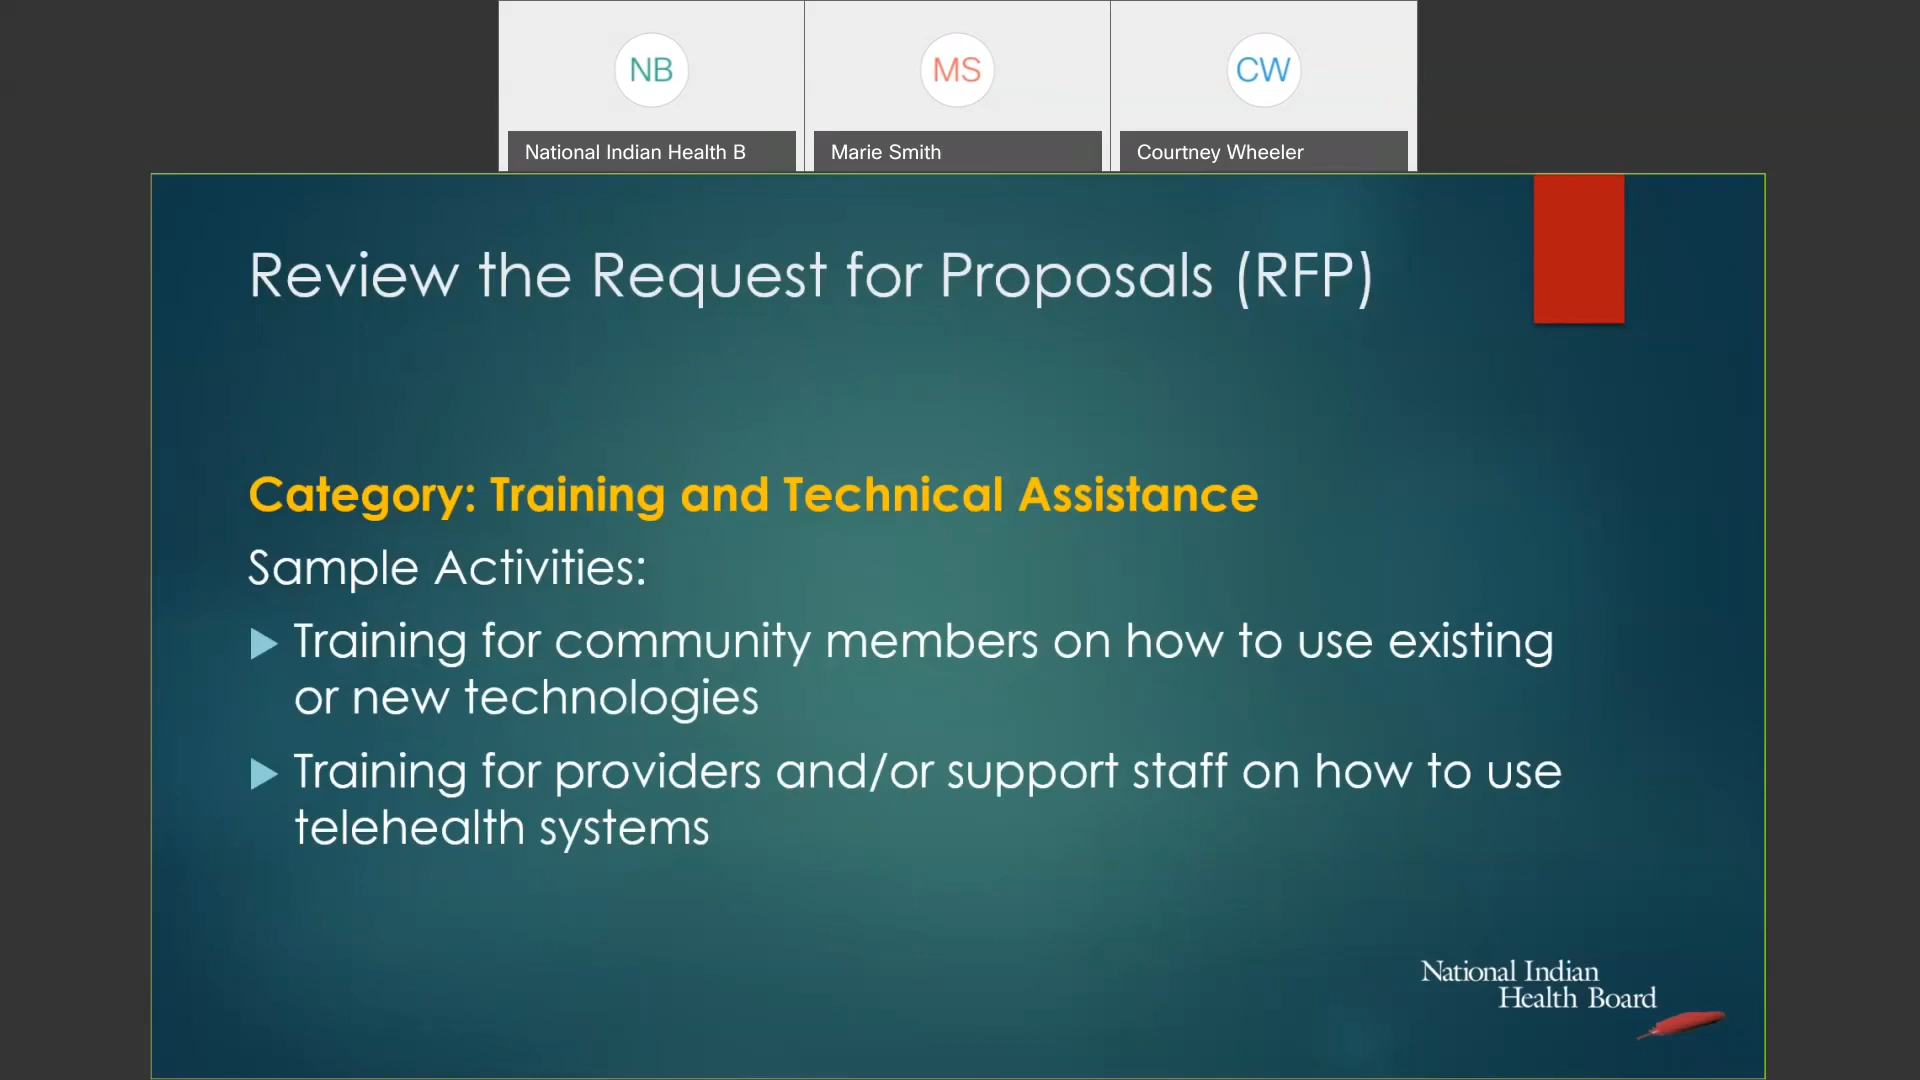 NB
MS
CW
National Indian Health B
Marie Smith
Courtney Wheeler
Review the Request for Proposals (RFP)
Category: Training and Technical Assistance
Sample Activities:
Training for community members on how to use existing
or new technologies
Training for providers and/or support staff on how to use
telehealth systems
National Indian
Health Board